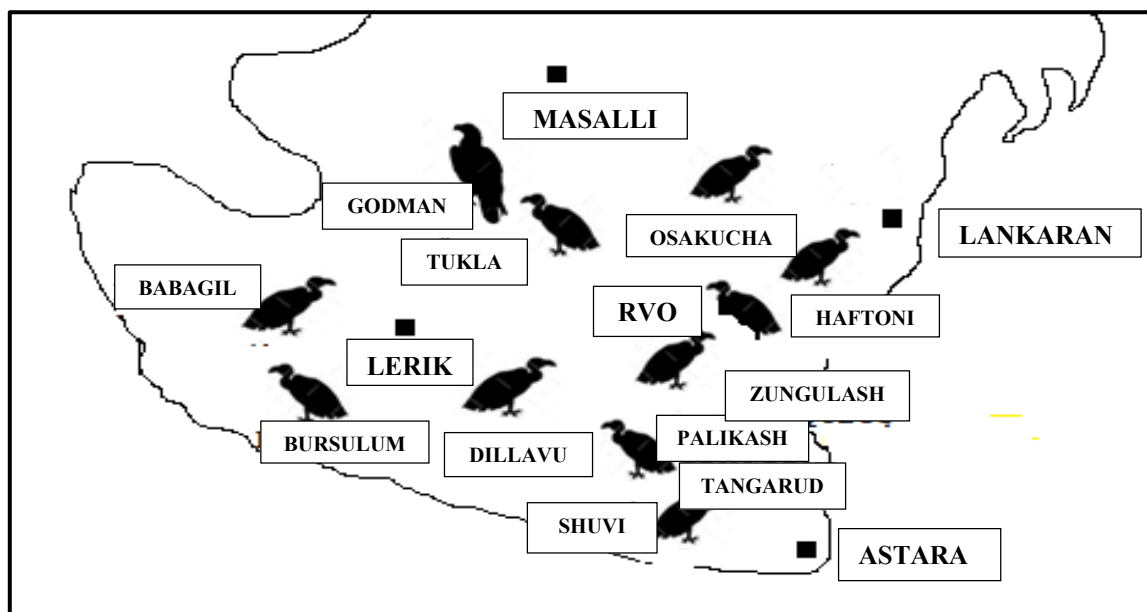 MASALLI
GODMAN
OSAKUCHA
LANKARAN
TUKLA
BABAGIL
RVO
HAFTONI
LERIK
ZUNGULASH
BURSULUM
DILLAVU
PALIKASH
TANGARUD
SHUVI
ASTARA